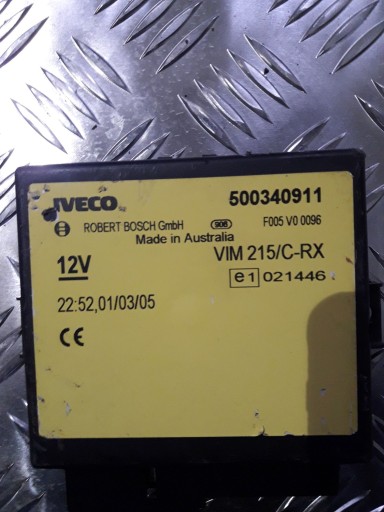 IVECO 500340911
ROBERT BOSCH GmbH 906 F005 V0 0096
Made in Australia
12V VIM 215/C-RX
e1 021446
22:52,01/03/05
CE